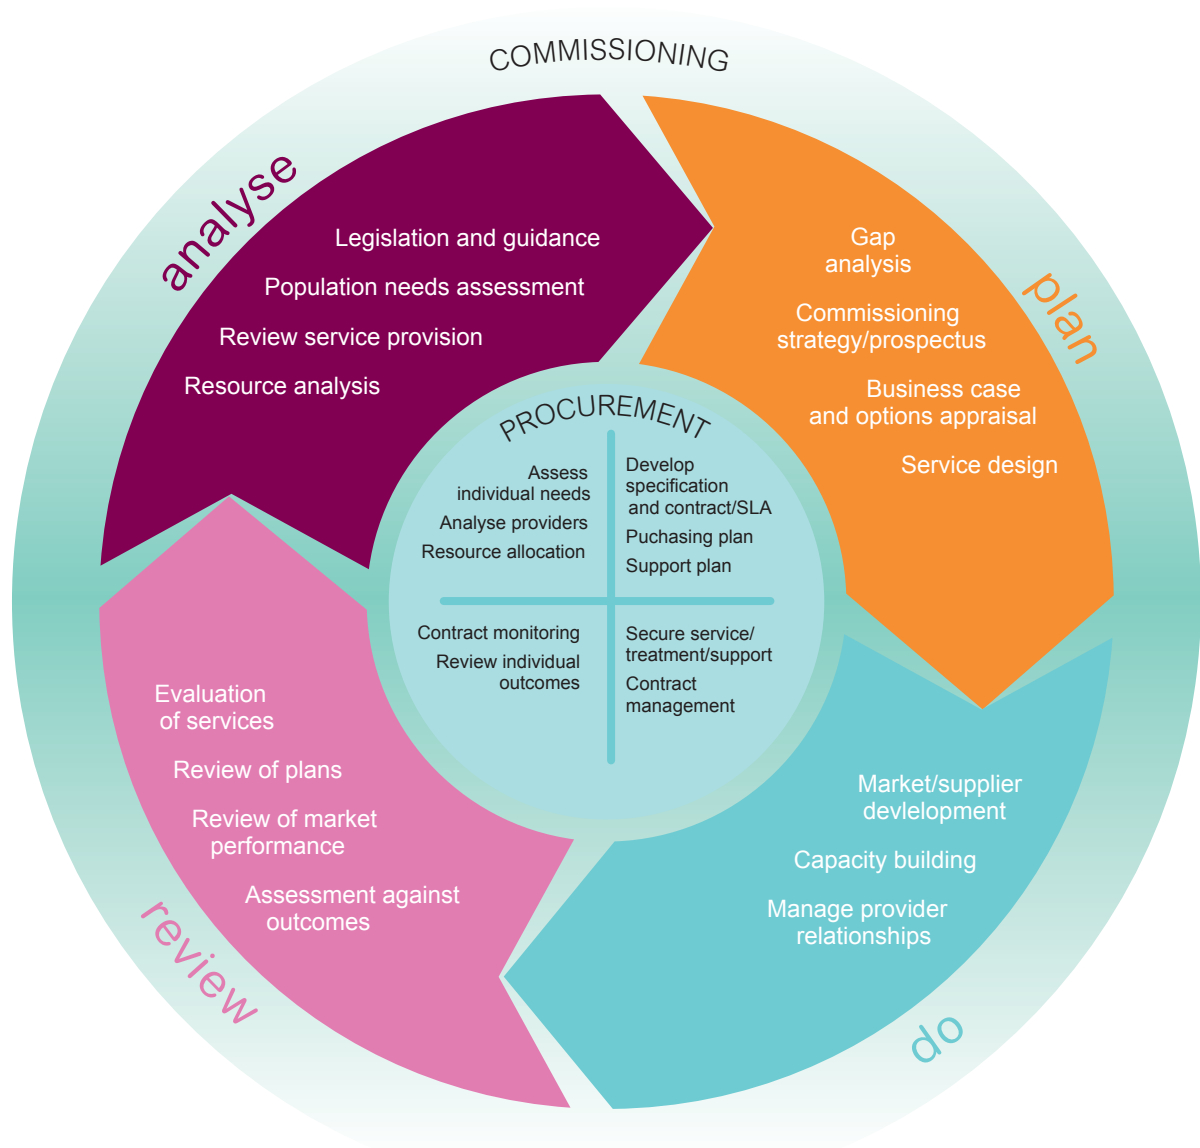 COMMISSIONING
analyse
Legislation and guidance
Population needs assessment
Review service provision
Resource analysis
plan
Gap
analysis
Commissioning
strategy/prospectus
Business case
and options appraisal
Service design
PROCUREMENT
Assess
individual needs
Analyse providers
Resource allocation
Develop
specification
and contract/SLA
Puchasing plan
Support plan
Contract monitoring
Review individual
outcomes
Secure service/
treatment/support
Contract
management
Market/supplier
devlelopment
Capacity building
Manage provider
relationships
do
Evaluation
of services
Review of plans
Review of market
performance
Assessment against
outcomes
review